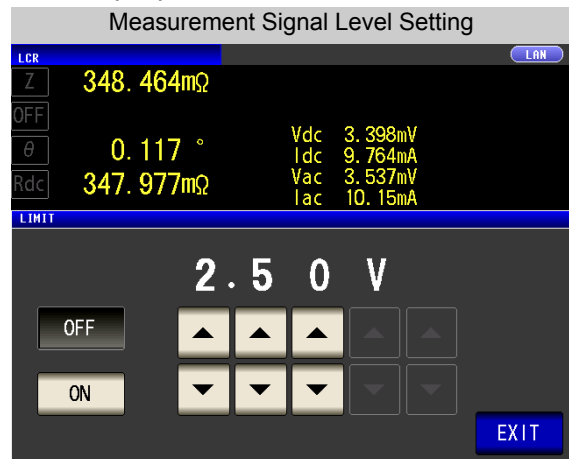 Measurement Signal Level Setting
LCR LAN
Z 348.464mΩ
OFF
Vdc 3.398mV
θ 0.117 ° Idc 9.764mA
Vac 3.537mV
Rdc 347.977mΩ Iac 10.15mA
LIMIT
2.50 V
OFF
ON
EXIT